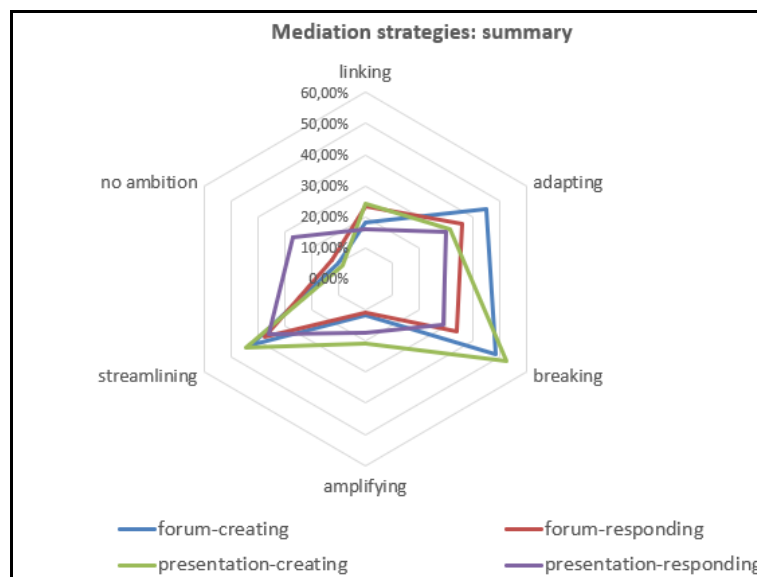 Mediation strategies: summary
linking
60,00%
50,00%
40,00%
30,00%
20,00%
10,00%
0,00%
no ambition
adapting
streamlining
breaking
amplifying
forum-creating
forum-responding
presentation-creating
presentation-responding